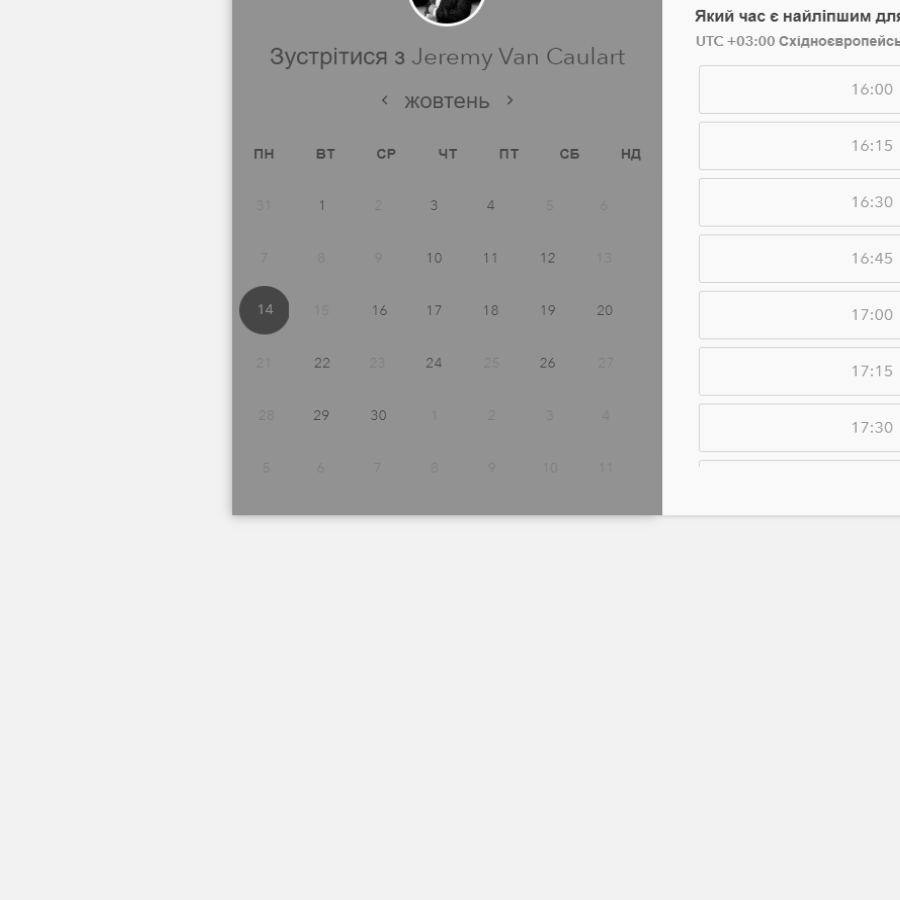 Зустрітися з Jeremy Van Caulart
жовтень
ПН ВТ СР ЧТ ПТ СБ НД
31 1 2 3 4 5 6
7 8 9 10 11 12 13
14 15 16 17 18 19 20
21 22 23 24 25 26 27
28 29 30 1 2 3 4
5 6 7 8 9 10 11
Який час є найліпшим
UTC +03:00
16:00
16:15
16:30
16:45
17:00
17:15
17:30